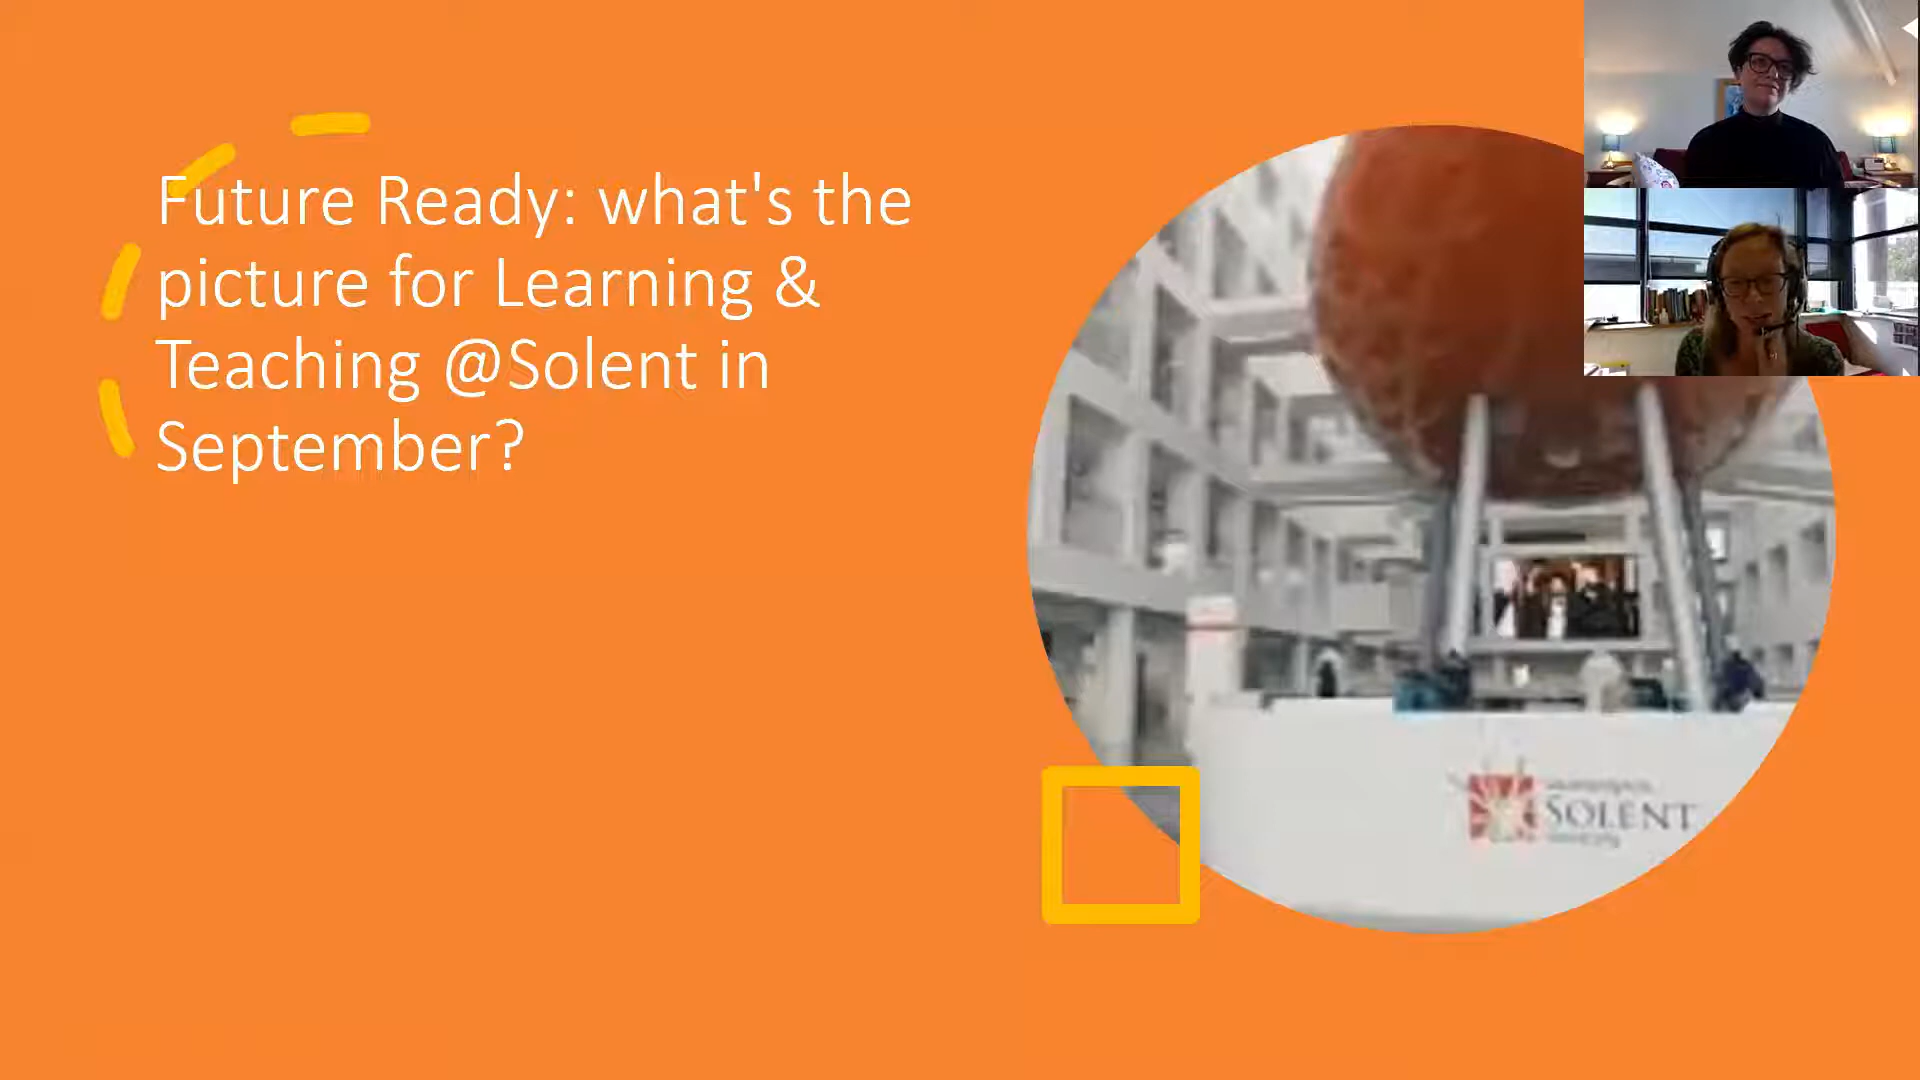 Future Ready: what's the
picture for Learning &
Teaching @Solent in
September?
SOLENT